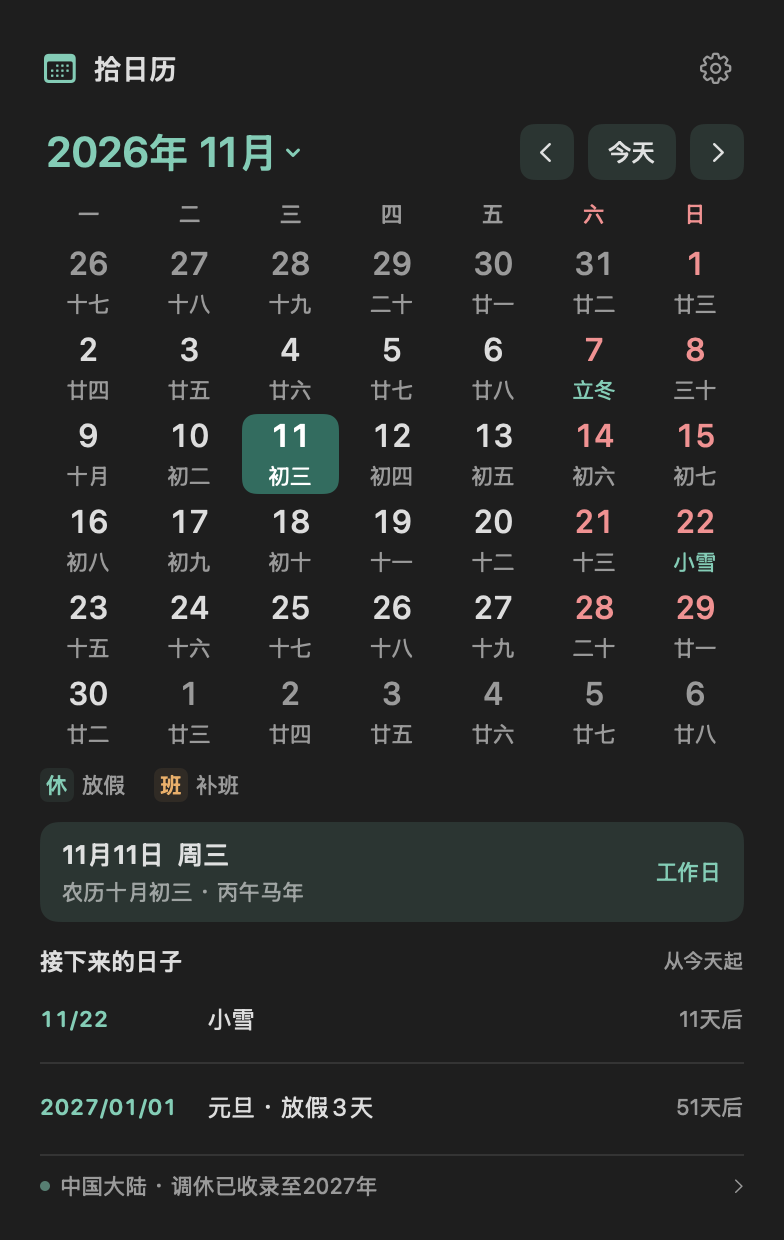 拾日历
2026年 11月
今天
一 二 三 四 五 六 日
26 27 28 29 30 31 1
十七 十八 十九 二十 廿一 廿二 廿三
2 3 4 5 6 7 8
廿四 廿五 廿六 廿七 廿八 立冬 三十
9 10 11 12 13 14 15
十月 初二 初三 初四 初五 初六 初七
16 17 18 19 20 21 22
初八 初九 初十 十一 十二 十三 小雪
23 24 25 26 27 28 29
十五 十六 十七 十八 十九 二十 廿一
30 1 2 3 4 5 6
廿二 廿三 廿四 廿五 廿六 廿七 廿八
休 放假 班 补班
11月11日 周三
农历十月初三 · 丙午马年
工作日
接下来的日子 从今天起
11/22 小雪 11天后
2027/01/01 元旦 · 放假3天 51天后
中国大陆 · 调休已收录至2027年